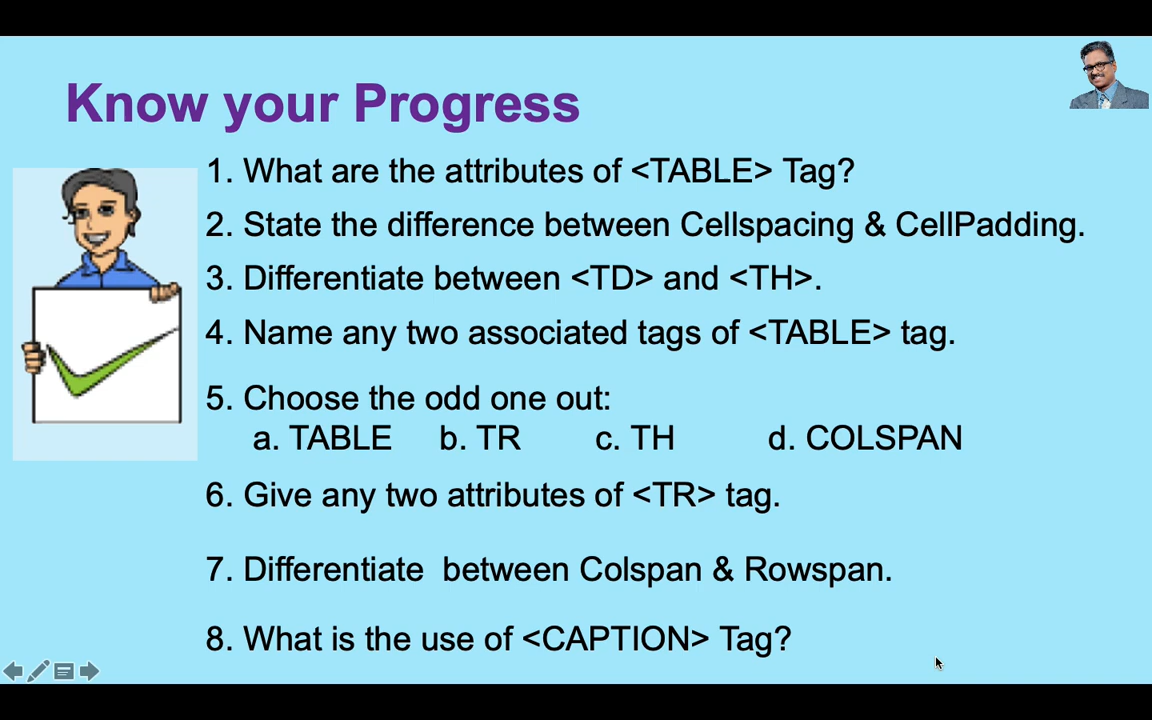 Know your Progress
1. What are the attributes of <TABLE> Tag?
2. State the difference between Cellspacing & CellPadding.
3. Differentiate between <TD> and <TH>.
4. Name any two associated tags of <TABLE> tag.
5. Choose the odd one out:
a. TABLE b. TR c. TH d. COLSPAN
6. Give any two attributes of <TR> tag.
7. Differentiate between Colspan & Rowspan.
8. What is the use of <CAPTION> Tag?